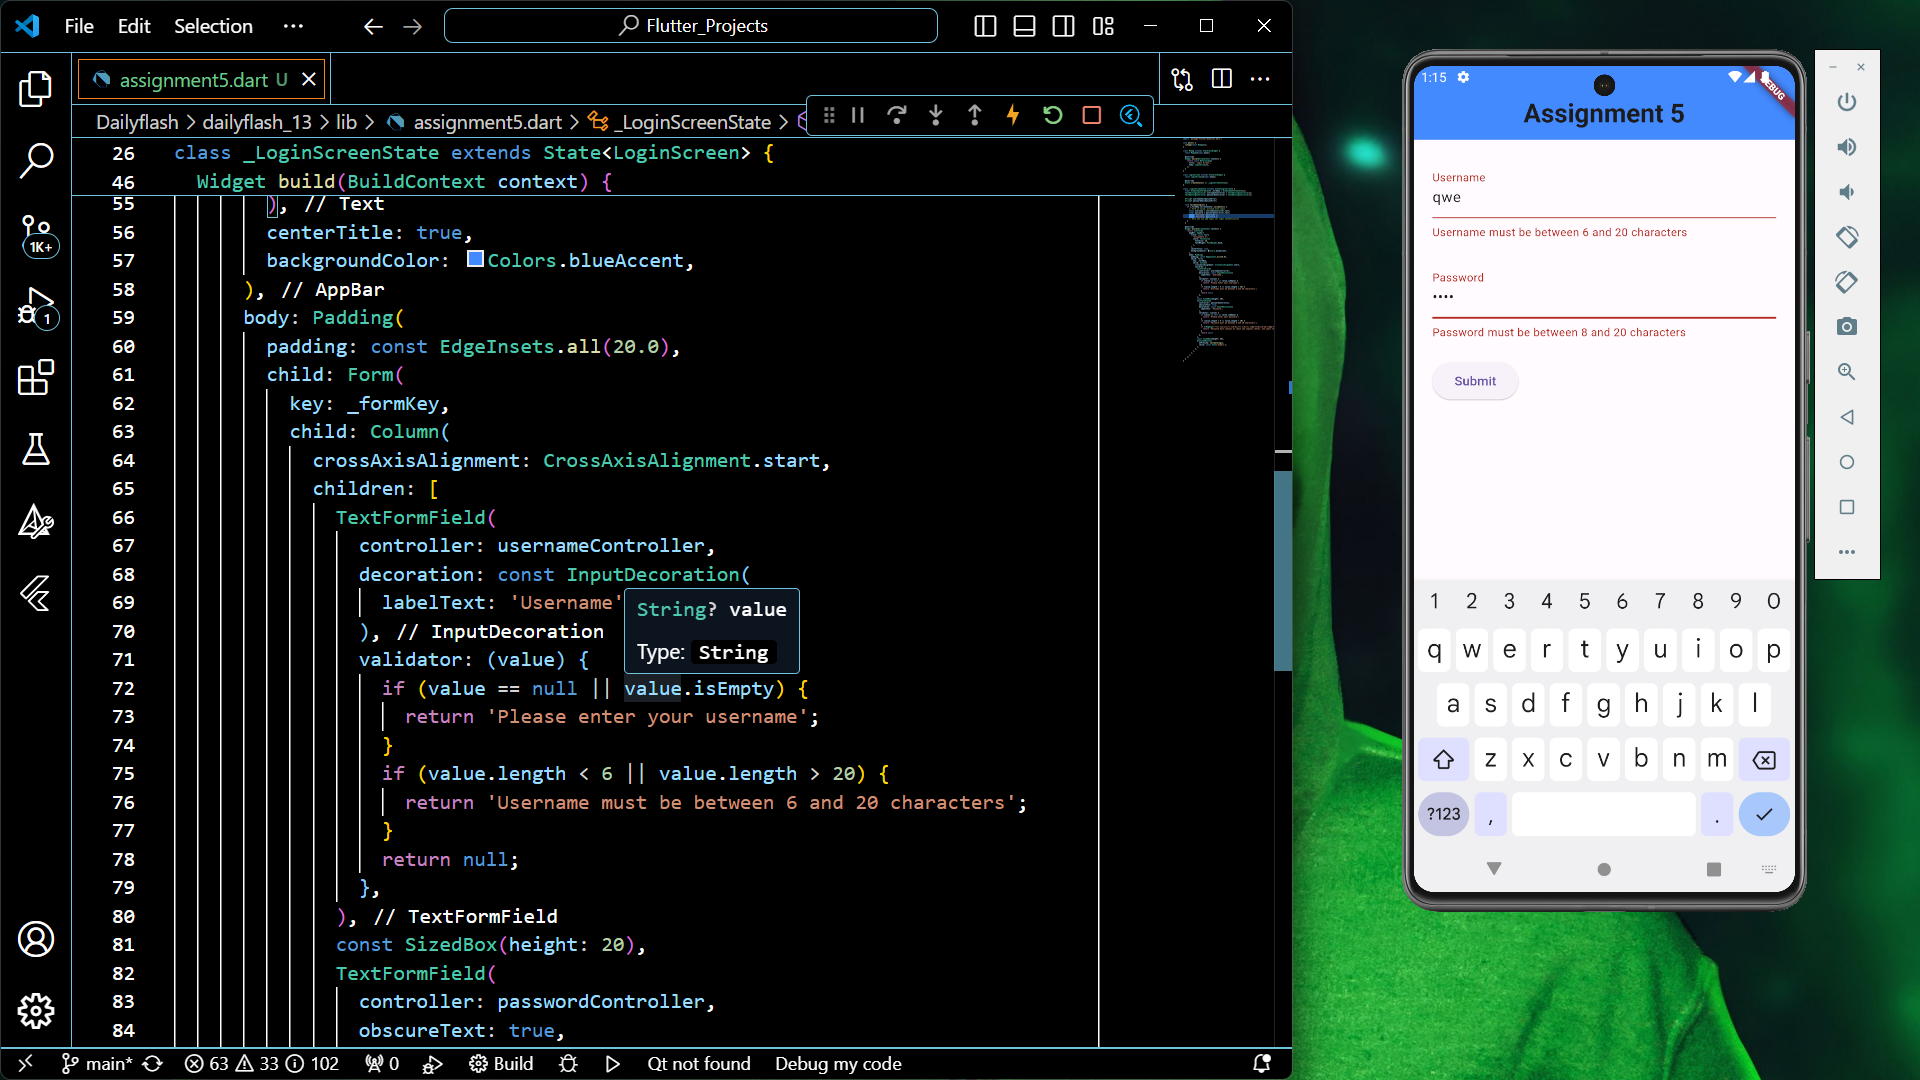 File Edit Selection ···
Flutter_Projects
assignment5.dart U
Dailyflash > dailyflash_13 > lib > assignment5.dart > _LoginScreenState >
26 class _LoginScreenState extends State<LoginScreen> {
46 Widget build(BuildContext context) {
55 ), // Text
56 centerTitle: true,
57 backgroundColor: Colors.blueAccent,
58 ), // AppBar
59 body: Padding(
60 padding: const EdgeInsets.all(20.0),
61 child: Form(
62 key: _formKey,
63 child: Column(
64 crossAxisAlignment: CrossAxisAlignment.start,
65 children: [
66 TextFormField(
67 controller: usernameController,
68 decoration: const InputDecoration(
69 labelText: 'Username'
70 ), // InputDecoration
71 validator: (value) {
72 if (value == null || value.isEmpty) {
73 return 'Please enter your username';
74 }
75 if (value.length < 6 || value.length > 20) {
76 return 'Username must be between 6 and 20 characters';
77 }
78 return null;
79 },
80 ), // TextFormField
81 const SizedBox(height: 20),
82 TextFormField(
83 controller: passwordController,
84 obscureText: true,
String? value
Type: String
1K+
1
main* 63 33 102 0 Build Qt not found Debug my code
1:15
DEBUG
Assignment 5
Username
qwe
Username must be between 6 and 20 characters
Password
••••
Password must be between 8 and 20 characters
Submit
1 2 3 4 5 6 7 8 9 0
q w e r t y u i o p
a s d f g h j k l
z x c v b n m
?123 , .